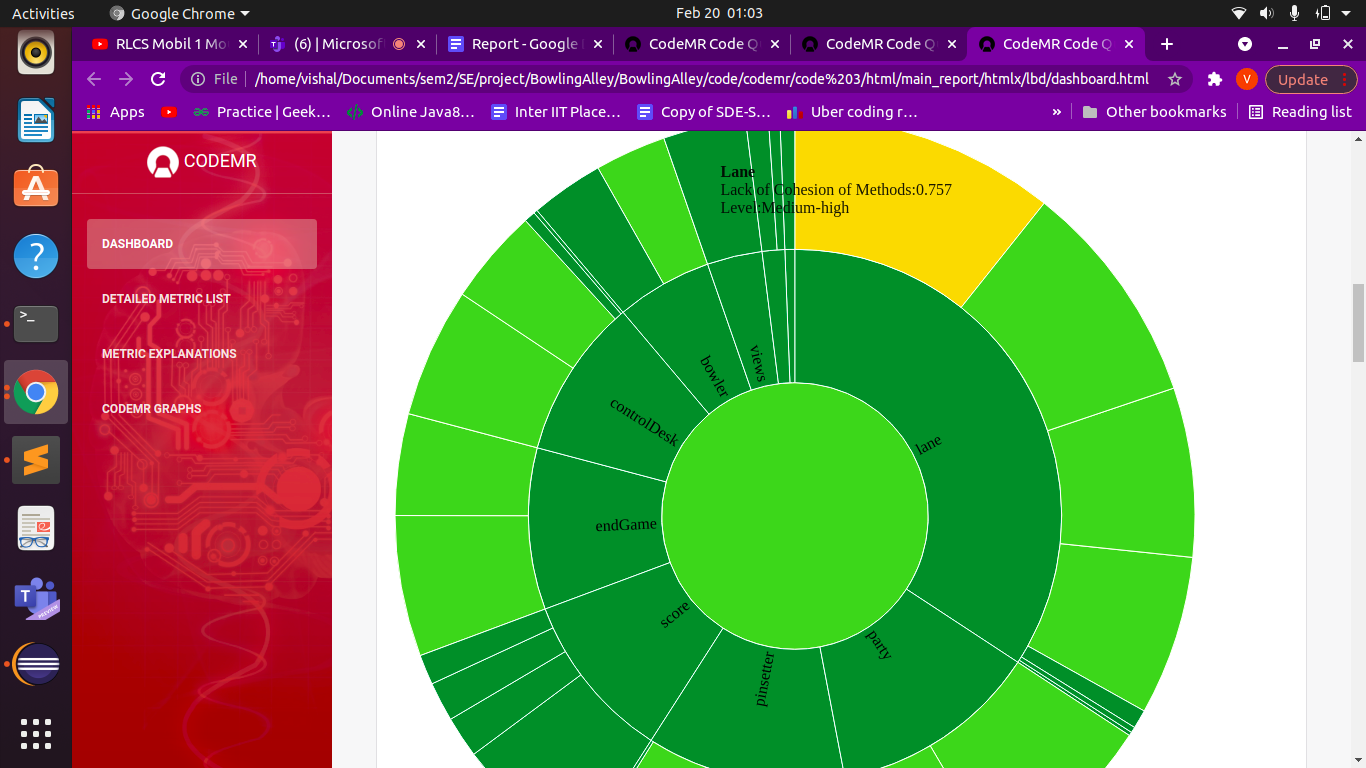 Activities
Google Chrome
Feb 20 01:03
RLCS Mobil 1 Mo
(6) | Microsof
Report - Google
CodeMR Code Q
CodeMR Code Q
CodeMR Code Q
File
/home/vishal/Documents/sem2/SE/project/BowlingAlley/BowlingAlley/code/codemr/code%203/html/main_report/htmlx/lbd/dashboard.html
V
Update
Apps
Practice | Geek...
Online Java8...
Inter IIT Place...
Copy of SDE-S...
Uber coding r...
»
Other bookmarks
Reading list
CODEMR
DASHBOARD
DETAILED METRIC LIST
METRIC EXPLANATIONS
CODEMR GRAPHS
Lane
Lack of Cohesion of Methods:0.757
Level:Medium-high
views
bowler
controlDesk
lane
endGame
score
party
pinsetter